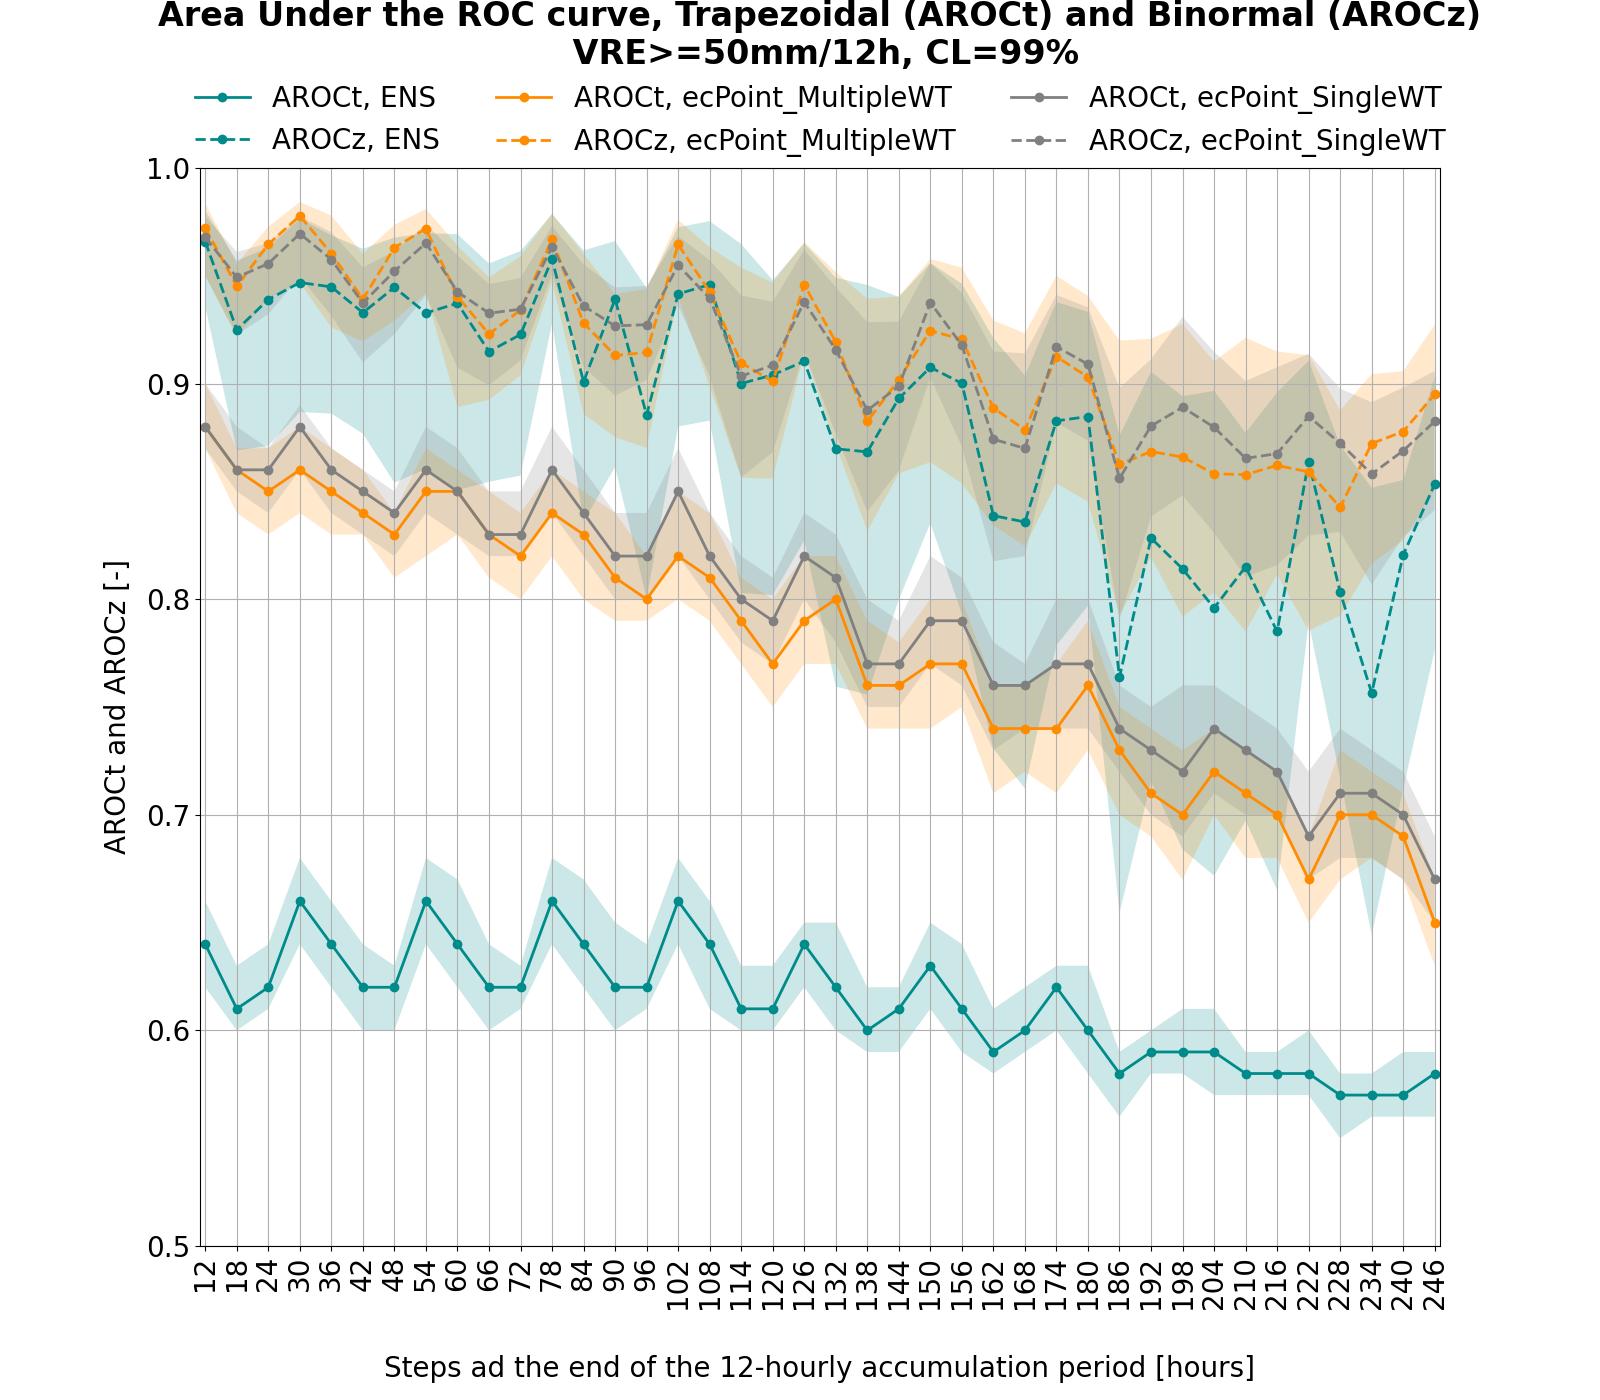 Area Under the ROC curve, Trapezoidal (AROCt) and Binormal (AROCz)
VRE>=50mm/12h, CL=99%
AROCt, ENS AROCt, ecPoint_MultipleWT AROCt, ecPoint_SingleWT
AROCz, ENS AROCz, ecPoint_MultipleWT AROCz, ecPoint_SingleWT
1.0
0.9
0.8
0.7
0.6
0.5
AROCt and AROCz [-]
12 18 24 30 36 42 48 54 60 66 72 78 84 90 96 102 108 114 120 126 132 138 144 150 156 162 168 174 180 186 192 198 204 210 216 222 228 234 240 246
Steps ad the end of the 12-hourly accumulation period [hours]